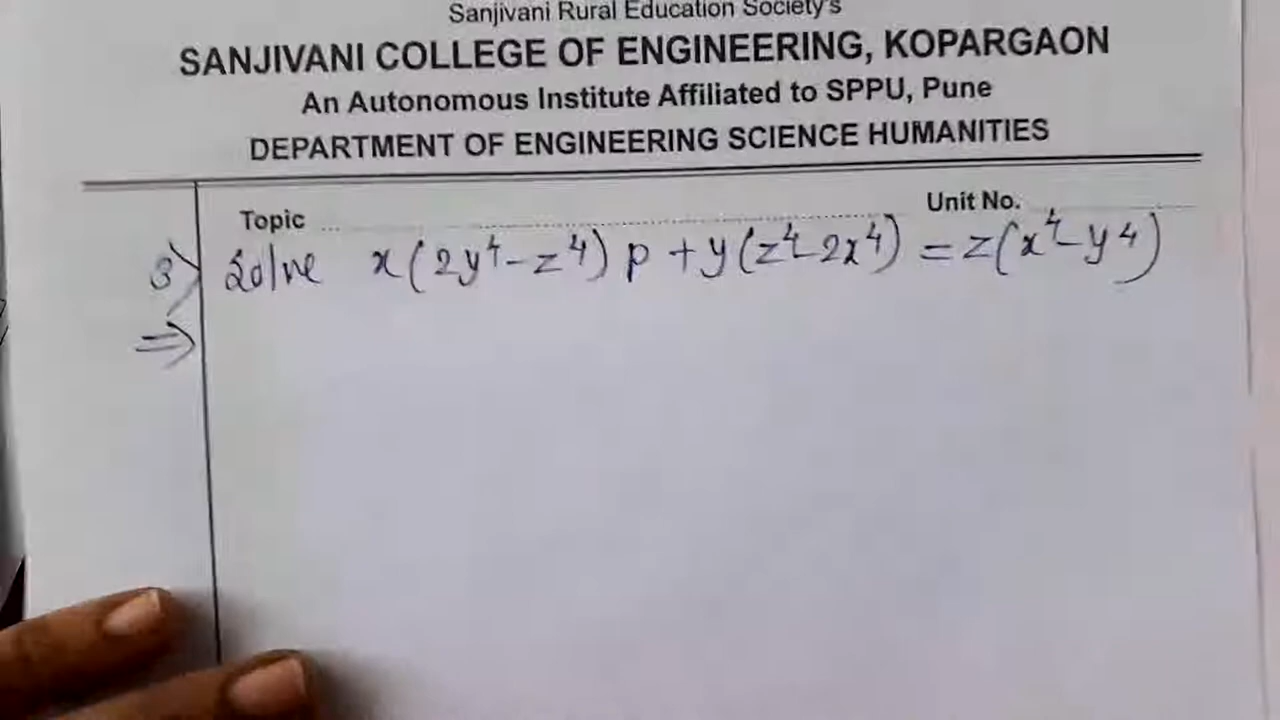 Sanjivani Rural Education Society's
SANJIVANI COLLEGE OF ENGINEERING, KOPARGAON
An Autonomous Institute Affiliated to SPPU, Pune
DEPARTMENT OF ENGINEERING SCIENCE HUMANITIES
Topic Unit No.
3) Solve x(2y⁴-z⁴)p + y(z⁴-2x⁴) = z(x⁴-y⁴)
⇒